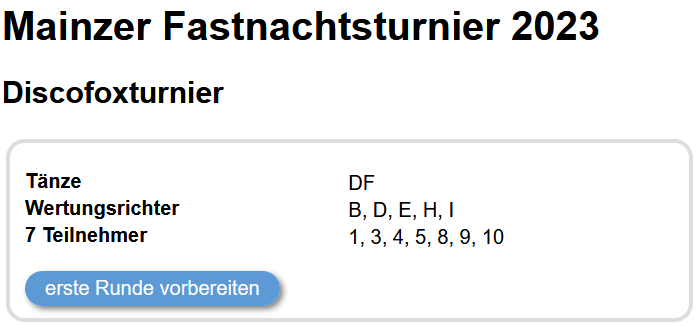 Mainzer Fastnachtsturnier 2023
Discofoxturnier
Tänze DF
Wertungsrichter B, D, E, H, I
7 Teilnehmer 1, 3, 4, 5, 8, 9, 10
erste Runde vorbereiten